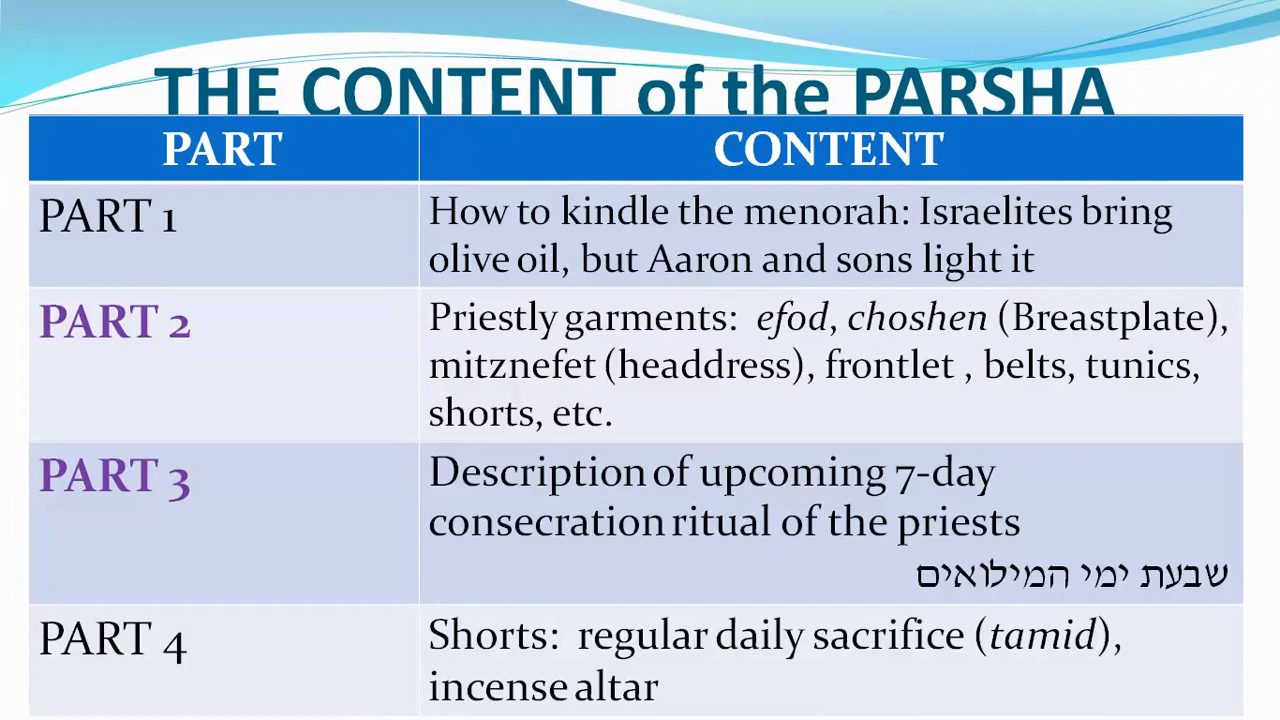 THE CONTENT of the PARSHA
PART
CONTENT
PART 1
How to kindle the menorah: Israelites bring
olive oil, but Aaron and sons light it
PART 2
Priestly garments: efod, choshen (Breastplate),
mitznefet (headdress), frontlet , belts, tunics,
shorts, etc.
PART 3
Description of upcoming 7-day
consecration ritual of the priests
שבעת ימי המילואים
PART 4
Shorts: regular daily sacrifice (tamid),
incense altar